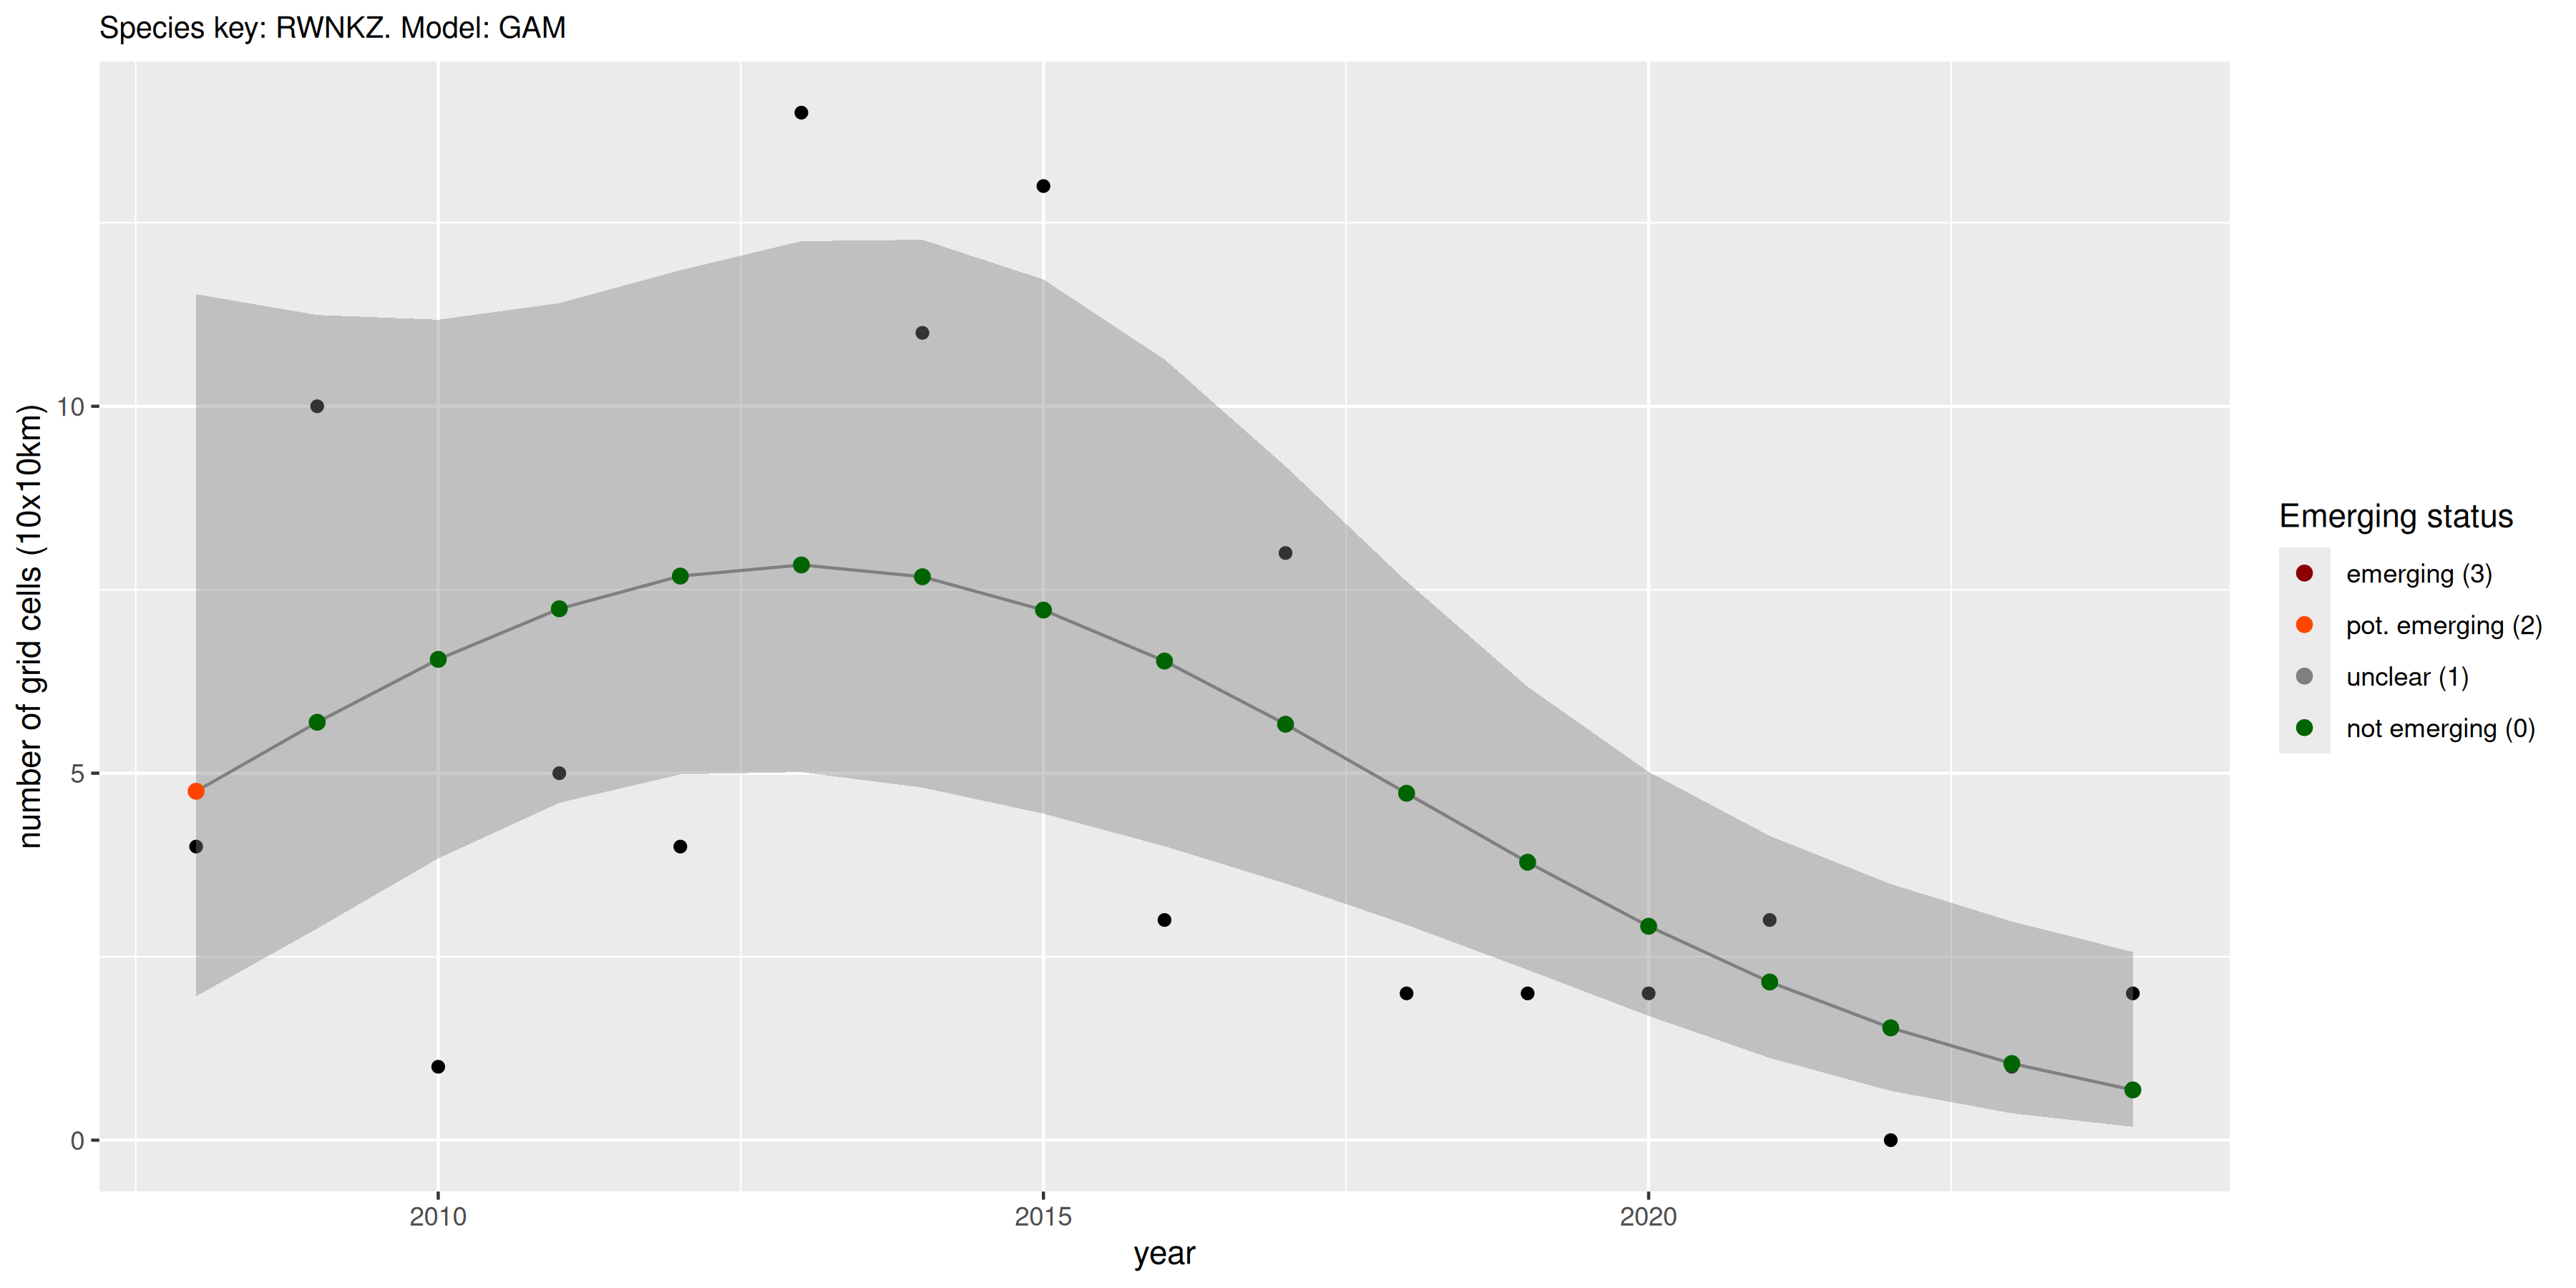 Species key: RWNKZ. Model: GAM
number of grid cells (10x10km)
10
5
0
2010
2015
2020
year
Emerging status
emerging (3)
pot. emerging (2)
unclear (1)
not emerging (0)